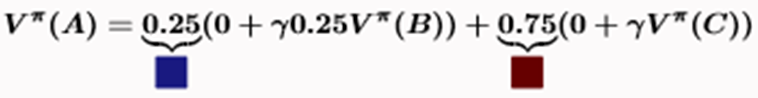 V^π(A) = 0.25(0 + γ0.25V^π(B)) + 0.75(0 + γV^π(C))